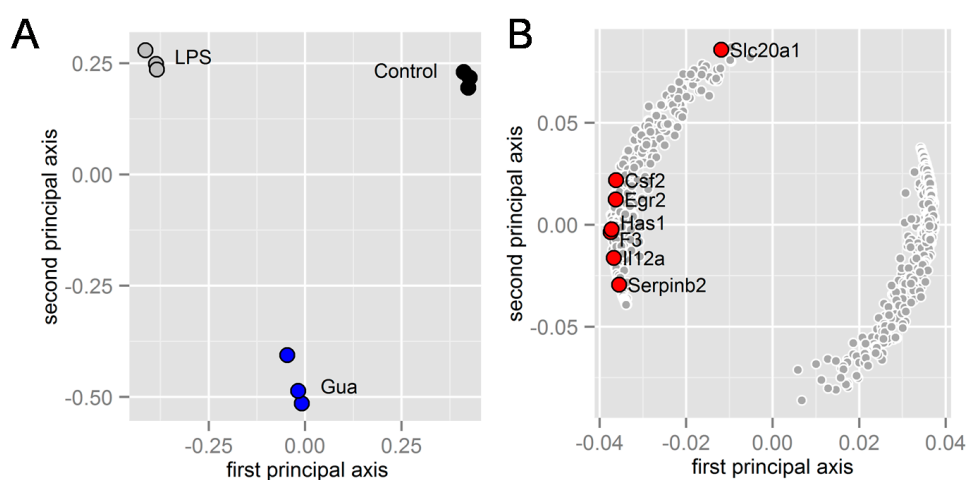 A
B
LPS
Control
Gua
0.25
0.00
-0.25
-0.50
-0.25
0.00
0.25
first principal axis
second principal axis
Slc20a1
Csf2
Egr2
Has1
F3
Il12a
Serpinb2
0.05
0.00
-0.05
-0.04
-0.02
0.00
0.02
0.04
first principal axis
second principal axis